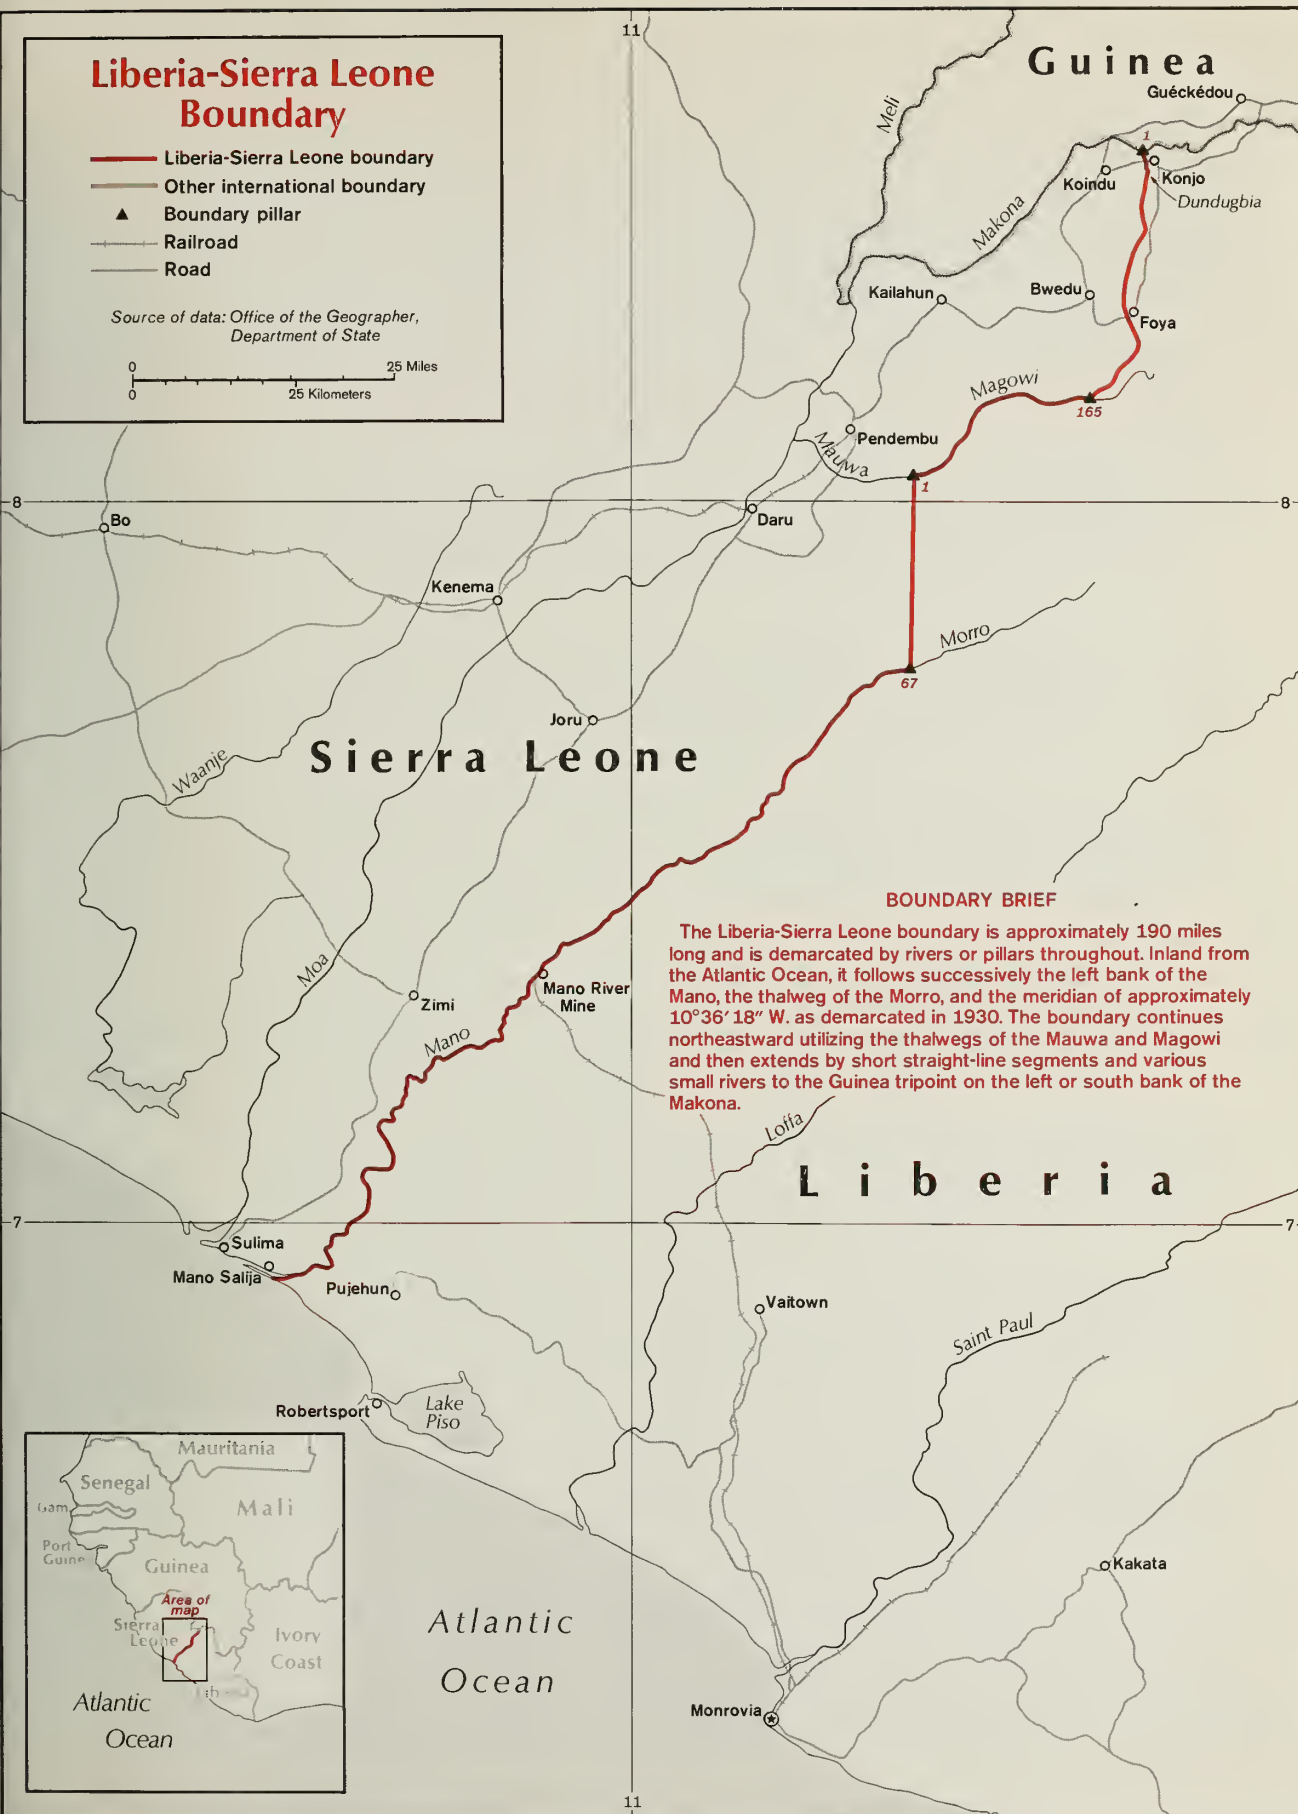 11
Liberia-Sierra Leone
Boundary
Liberia-Sierra Leone boundary
Other international boundary
Boundary pillar
Railroad
Road
Source of data: Office of the Geographer,
Department of State
0
25 Miles
0
25 Kilometers
Guinea
Guéckédou
Meli
1
Konjo
Koindu
Dundugbia
Makona
Kailahun
Bwedu
Foya
Magowi
165
Pendembu
Mauwa
1
8
8
Bo
Daru
Kenema
Morro
67
Joru
Sierra Leone
Waanje
BOUNDARY BRIEF
The Liberia-Sierra Leone boundary is approximately 190 miles
long and is demarcated by rivers or pillars throughout. Inland from
the Atlantic Ocean, it follows successively the left bank of the
Mano, the thalweg of the Morro, and the meridian of approximately
10°36'18" W. as demarcated in 1930. The boundary continues
northeastward utilizing the thalwegs of the Mauwa and Magowi
and then extends by short straight-line segments and various
small rivers to the Guinea tripoint on the left or south bank of the
Makona.
Moa
Zimi
Mano River
Mine
Mano
Loffa
Liberia
7
7
Sulima
Mano Salija
Pujehun
Vaitown
Saint Paul
Robertsport
Lake
Piso
Mauritania
Senegal
Gam.
Mali
Port
Guine
Guinea
Area of
map
Sierra
Leone
Ivory
Coast
Atlantic
Ocean
Atlantic
Ocean
Kakata
Monrovia
11